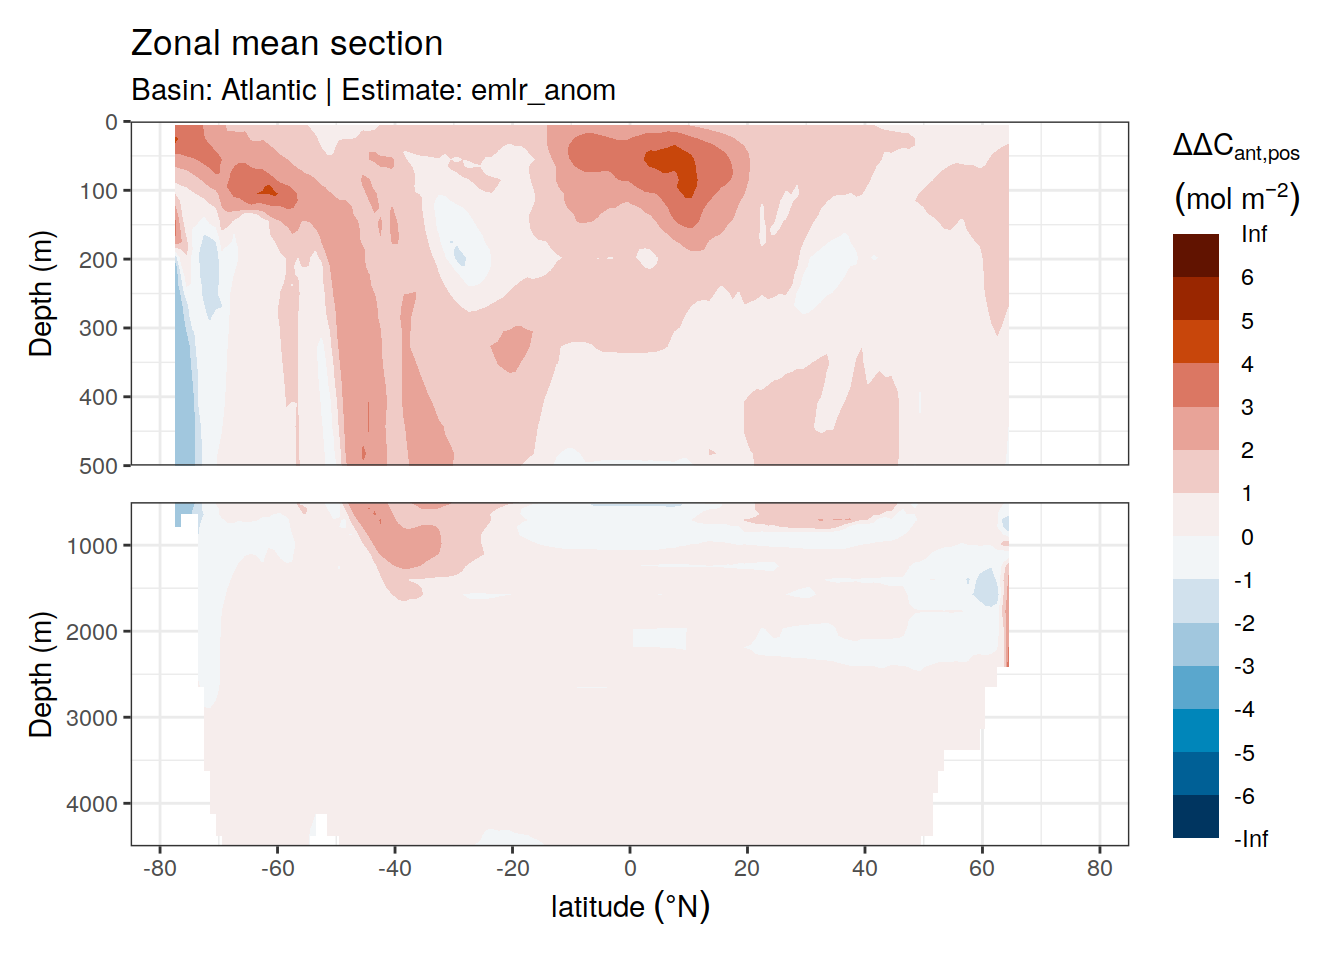 Zonal mean section
Basin: Atlantic | Estimate: emlr_anom
0
100
200
300
400
500
Depth (m)
1000
2000
3000
4000
Depth (m)
-80 -60 -40 -20 0 20 40 60 80
latitude (°N)
ΔΔCant,pos
(mol m⁻²)
Inf
6
5
4
3
2
1
0
-1
-2
-3
-4
-5
-6
-Inf